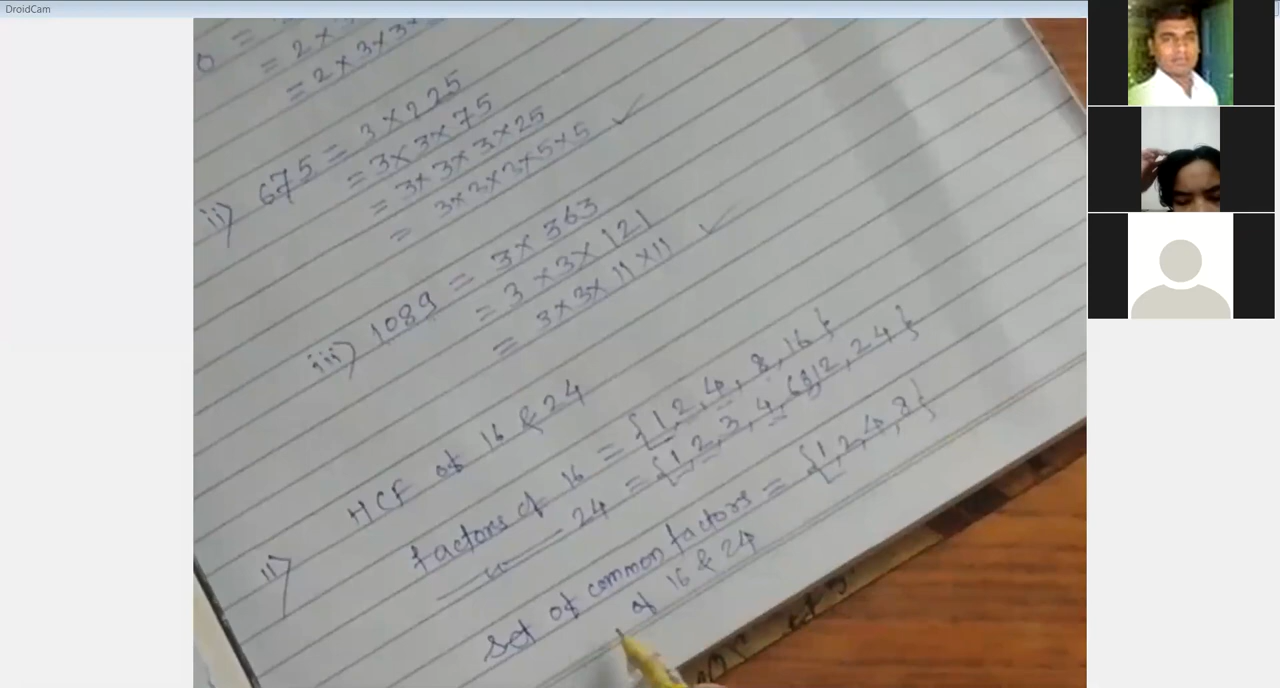 DroidCam
0 =
= 2 ×
= 2 × 3 × 3 ×
ii) 675 = 3 × 225
= 3 × 3 × 75
= 3 × 3 × 3 × 25
= 3 × 3 × 3 × 5 × 5 ✓
iii) 1089 = 3 × 363
= 3 × 3 × 121
= 3 × 3 × 11 × 11 ✓
11) HCF of 16 & 24
factors of 16 = {1, 2, 4, 8, 16}
24 = {1, 2, 3, 4, 6, 8, 12, 24}
Set of common factors = {1, 2, 4, 8}
of 16 & 24